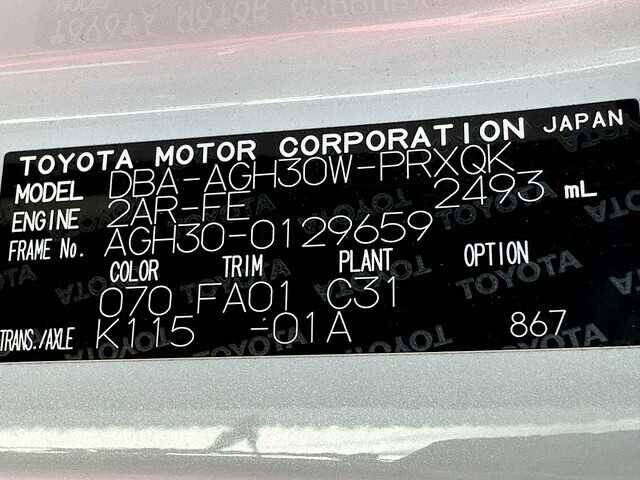 TOYOTA MOTOR CORPORATION JAPAN
MODEL DBA-AGH30W-PRXQK
ENGINE 2AR-FE 2493 mL
FRAME No. AGH30-0129659
COLOR TRIM PLANT OPTION
070 FA01 C31
TRANS./AXLE K115 -01A 867